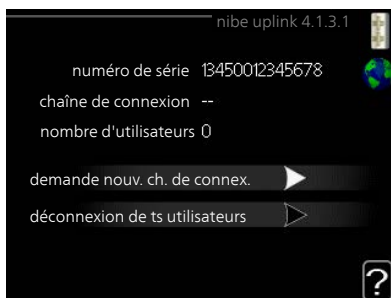 nibe uplink 4.1.3.1
numéro de série 13450012345678
chaîne de connexion --
nombre d'utilisateurs 0
demande nouv. ch. de connex.
déconnexion de ts utilisateurs
?